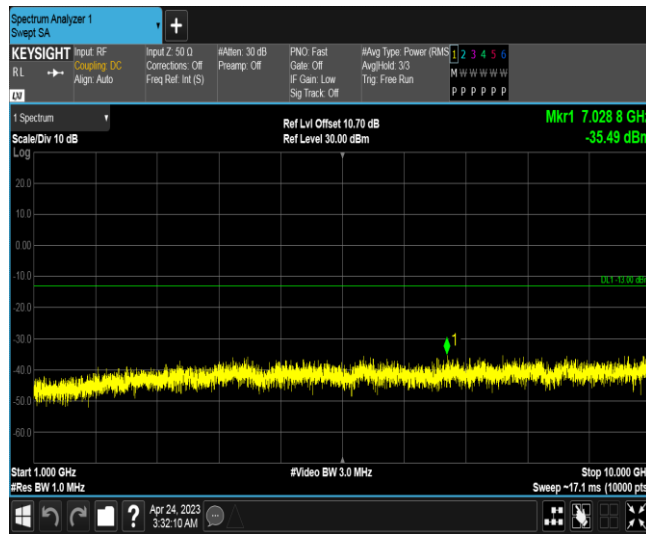 Spectrum Analyzer 1
Swept SA
+
KEYSIGHT
RL
LXI
Input: RF
Coupling: DC
Align: Auto
Input Z: 50 Ω
Corrections: Off
Freq Ref: Int (S)
#Atten: 30 dB
Preamp: Off
PNO: Fast
Gate: Off
IF Gain: Low
Sig Track: Off
#Avg Type: Power (RMS
Avg|Hold: 3/3
Trig: Free Run
1 2 3 4 5 6
M W W W W W
P P P P P P
1 Spectrum
Scale/Div 10 dB
Log
Ref Lvl Offset 10.70 dB
Ref Level 30.00 dBm
Mkr1 7.028 8 GHz
-35.49 dBm
20.0
10.0
0.00
-10.0
-20.0
-30.0
-40.0
-50.0
-60.0
DL1 -13.00 dB
1
Start 1.000 GHz
#Res BW 1.0 MHz
#Video BW 3.0 MHz
Stop 10.000 GH
Sweep ~17.1 ms (10000 pts
?
Apr 24, 2023
3:32:10 AM